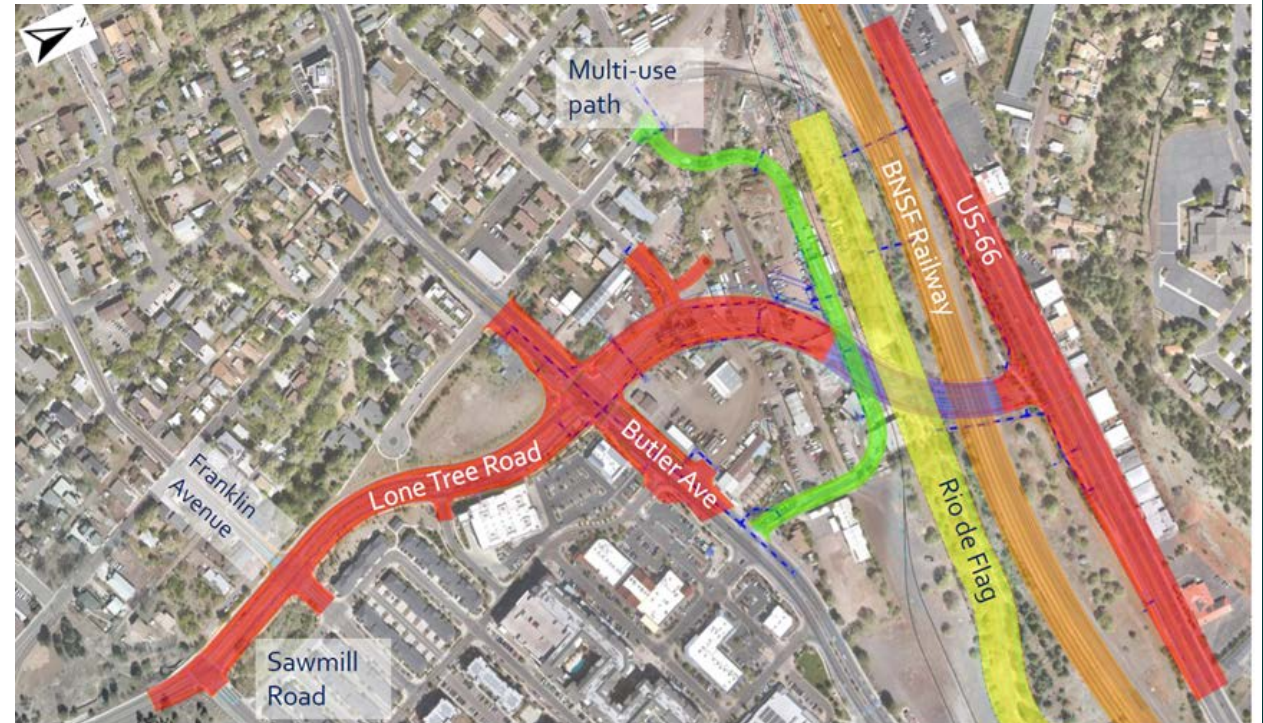 Multi-use
path
BNSF Railway
US-66
Butler Ave
Lone Tree Road
Franklin
Avenue
Rio de Flag
Sawmill
Road